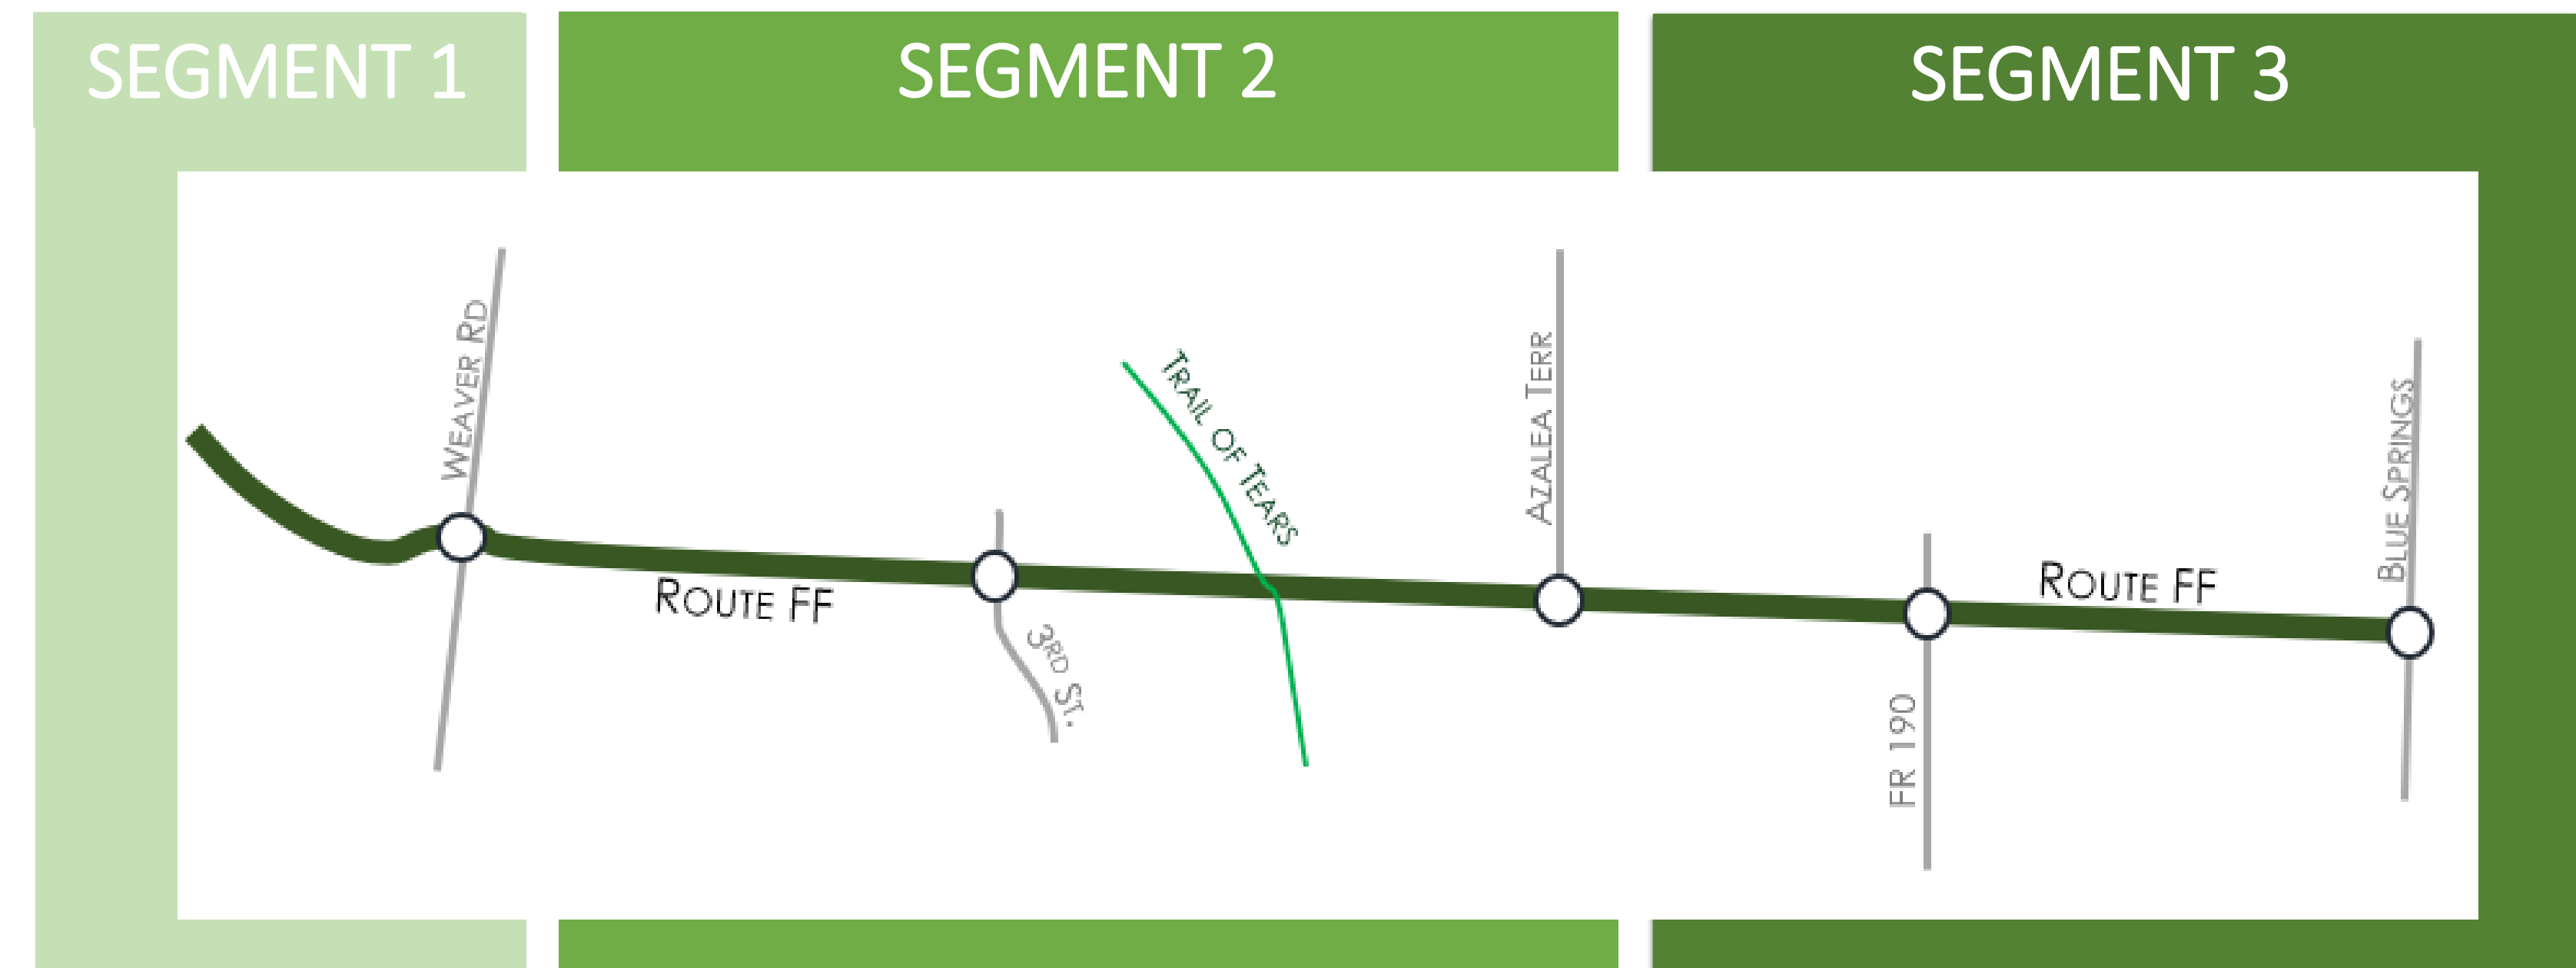 SEGMENT 1
SEGMENT 2
SEGMENT 3
WEAVER RD
ROUTE FF
3RD ST.
TRAIL OF TEARS
AZALEA TERR
FR 190
ROUTE FF
BLUE SPRINGS